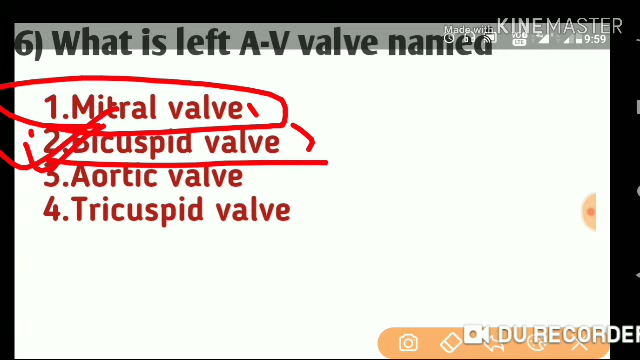 Made with KINEMASTER
9:59
6) What is left A-V valve named
1.Mitral valve
2.Bicuspid valve
3.Aortic valve
4.Tricuspid valve
DU RECORDER